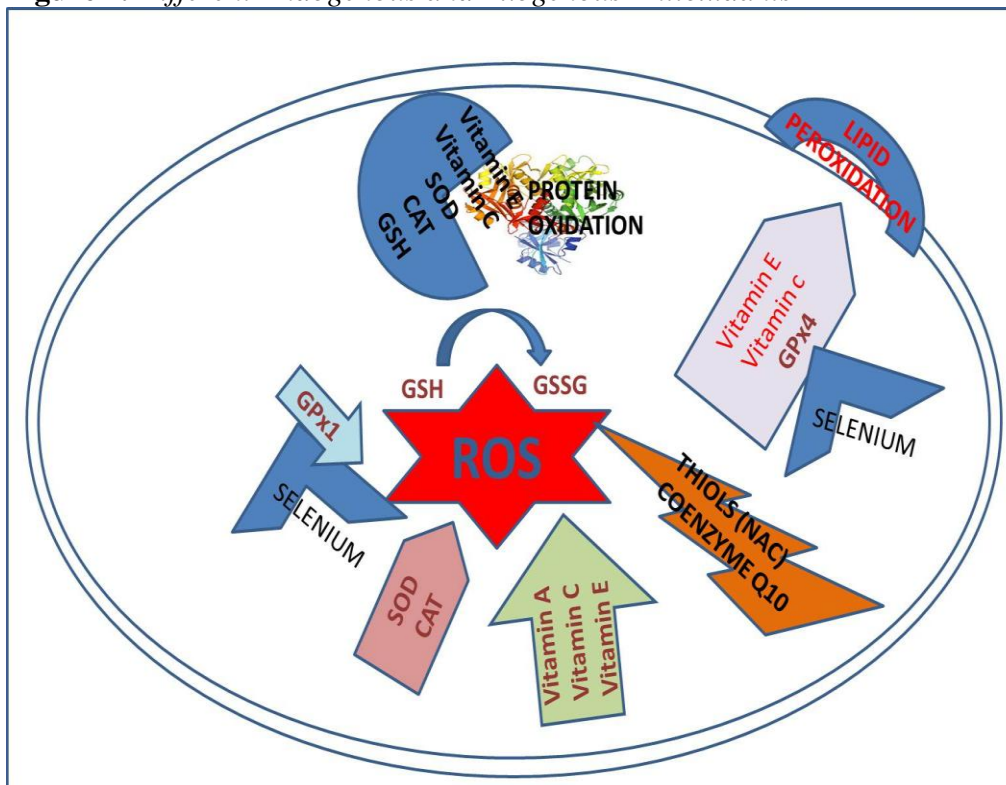 Vitamin E
Vitamin C
SOD
CAT
GSH
PROTEIN
OXIDATION
LIPID
PEROXIDATION
Vitamin E
Vitamin c
GPx4
SELENIUM
GSH
GSSG
ROS
GPx1
SELENIUM
SOD
CAT
Vitamin A
Vitamin C
Vitamin E
THIOLS (NAC)
COENZYME Q10